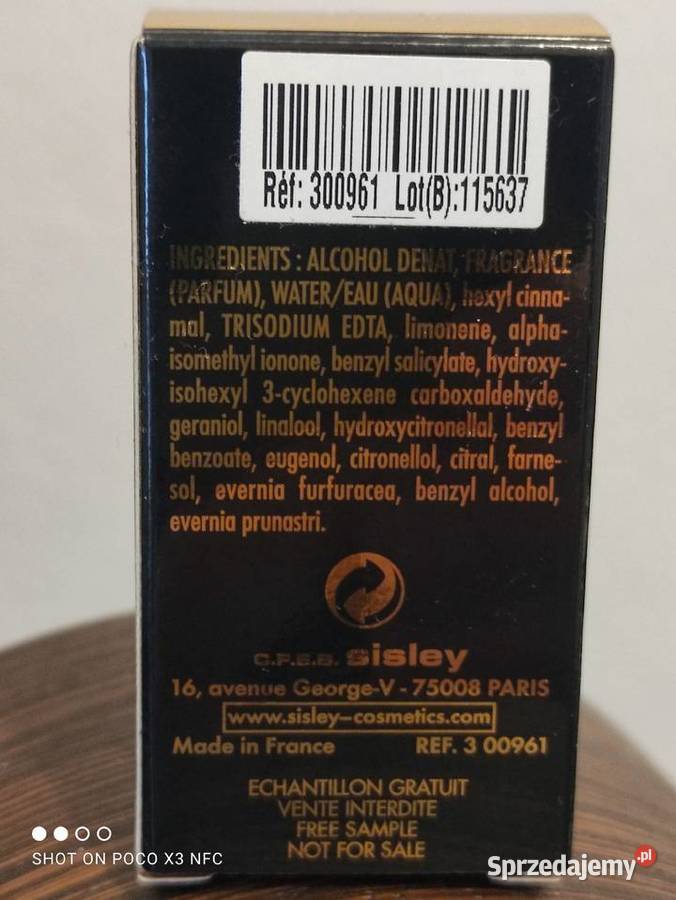 Réf: 300961 Lot(B):115637
INGREDIENTS : ALCOHOL DENAT, FRAGRANCE
(PARFUM), WATER/EAU (AQUA), hexyl cinna-
mal, TRISODIUM EDTA, limonene, alpha-
isomethyl ionone, benzyl salicylate, hydroxy-
isohexyl 3-cyclohexene carboxaldehyde,
geraniol, linalool, hydroxycitronellal, benzyl
benzoate, eugenol, citronellol, citral, farne-
sol, evernia furfuracea, benzyl alcohol,
evernia prunastri.
C.F.E.B. sisley
16, avenue George-V - 75008 PARIS
www.sisley-cosmetics.com
Made in France REF. 3 00961
ECHANTILLON GRATUIT
VENTE INTERDITE
FREE SAMPLE
NOT FOR SALE
SHOT ON POCO X3 NFC
Sprzedajemy.pl